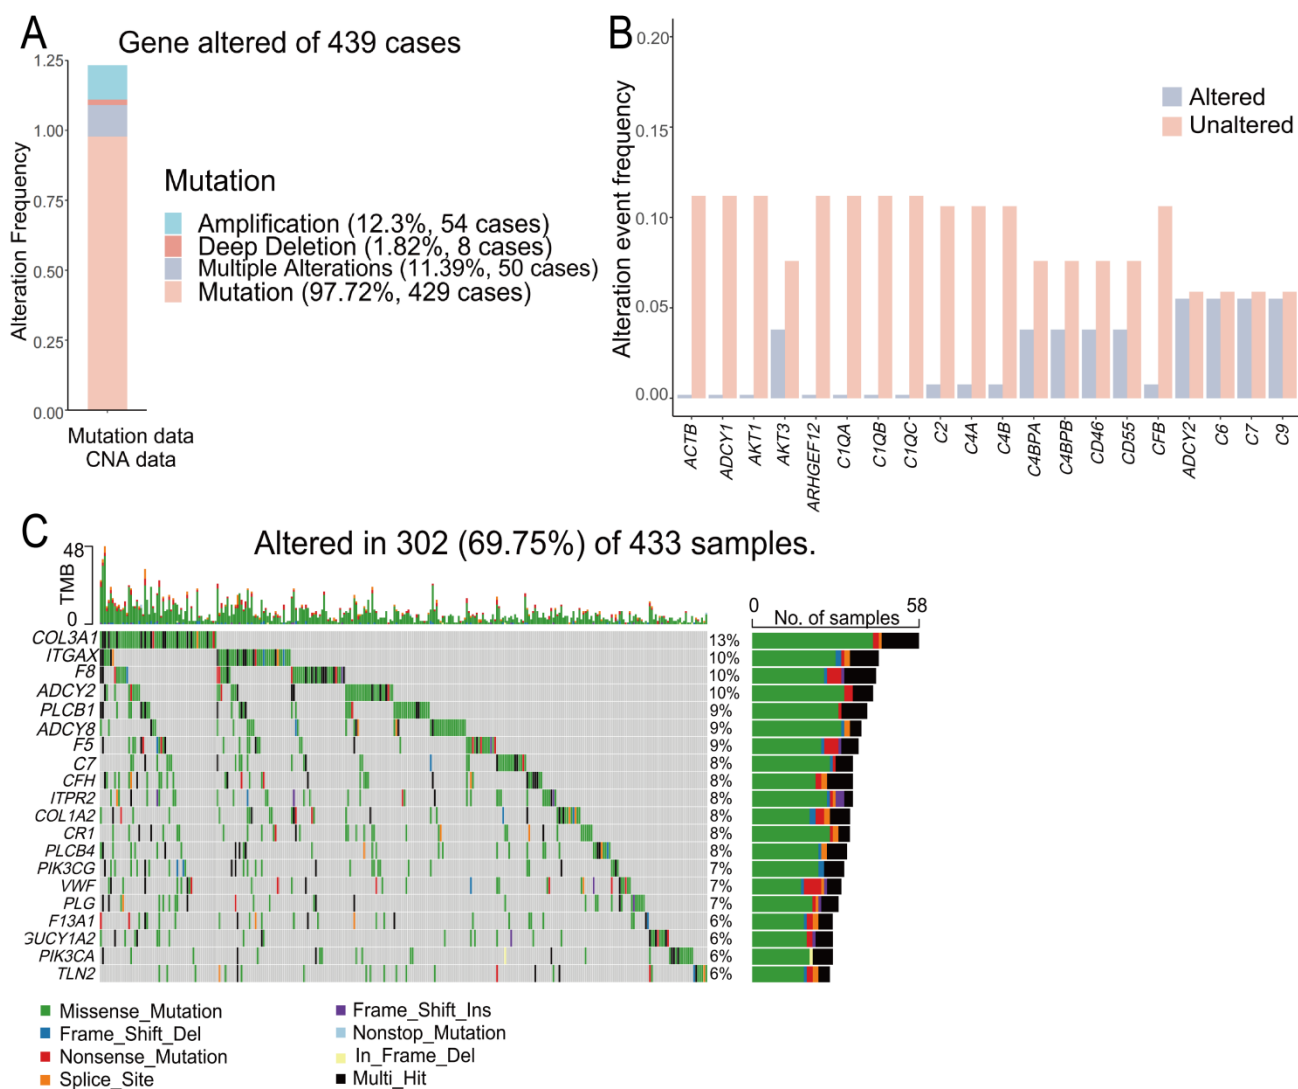 A
Gene altered of 439 cases
Alteration Frequency
1.25
1.00
0.75
0.50
0.25
0.00
Mutation data
CNA data
Mutation
Amplification (12.3%, 54 cases)
Deep Deletion (1.82%, 8 cases)
Multiple Alterations (11.39%, 50 cases)
Mutation (97.72%, 429 cases)
B
Alteration event frequency
0.20
0.15
0.10
0.05
0.00
Altered
Unaltered
ACTB
ADCY1
AKT1
AKT3
ARHGEF12
C1QA
C1QB
C1QC
C2
C4A
C4B
C4BPA
C4BPB
CD46
CD55
CFB
ADCY2
C6
C7
C9
C
Altered in 302 (69.75%) of 433 samples.
TMB
48
0
0 No. of samples 58
COL3A1 13%
ITGAX 10%
F8 10%
ADCY2 10%
PLCB1 9%
ADCY8 9%
F5 9%
C7 8%
CFH 8%
ITPR2 8%
COL1A2 8%
CR1 8%
PLCB4 8%
PIK3CG 7%
VWF 7%
PLG 7%
F13A1 6%
GUCY1A2 6%
PIK3CA 6%
TLN2 6%
Missense_Mutation
Frame_Shift_Del
Nonsense_Mutation
Splice_Site
Frame_Shift_Ins
Nonstop_Mutation
In_Frame_Del
Multi_Hit